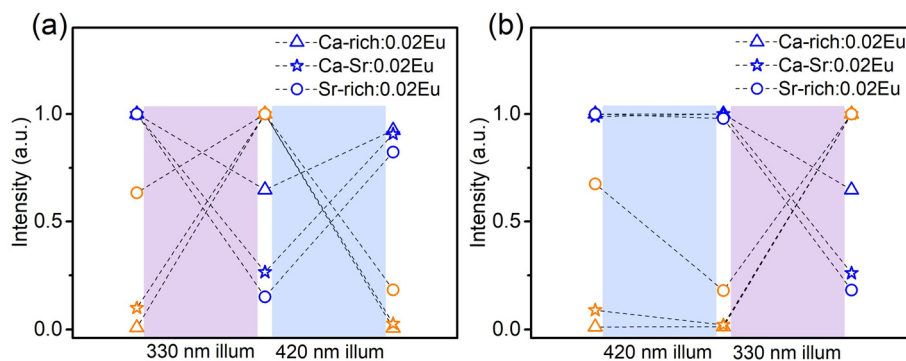 (a)
Ca-rich:0.02Eu
Ca-Sr:0.02Eu
Sr-rich:0.02Eu
Intensity (a.u.)
1.0
0.5
0.0
330 nm illum
420 nm illum
(b)
Ca-rich:0.02Eu
Ca-Sr:0.02Eu
Sr-rich:0.02Eu
Intensity (a.u.)
1.0
0.5
0.0
420 nm illum
330 nm illum